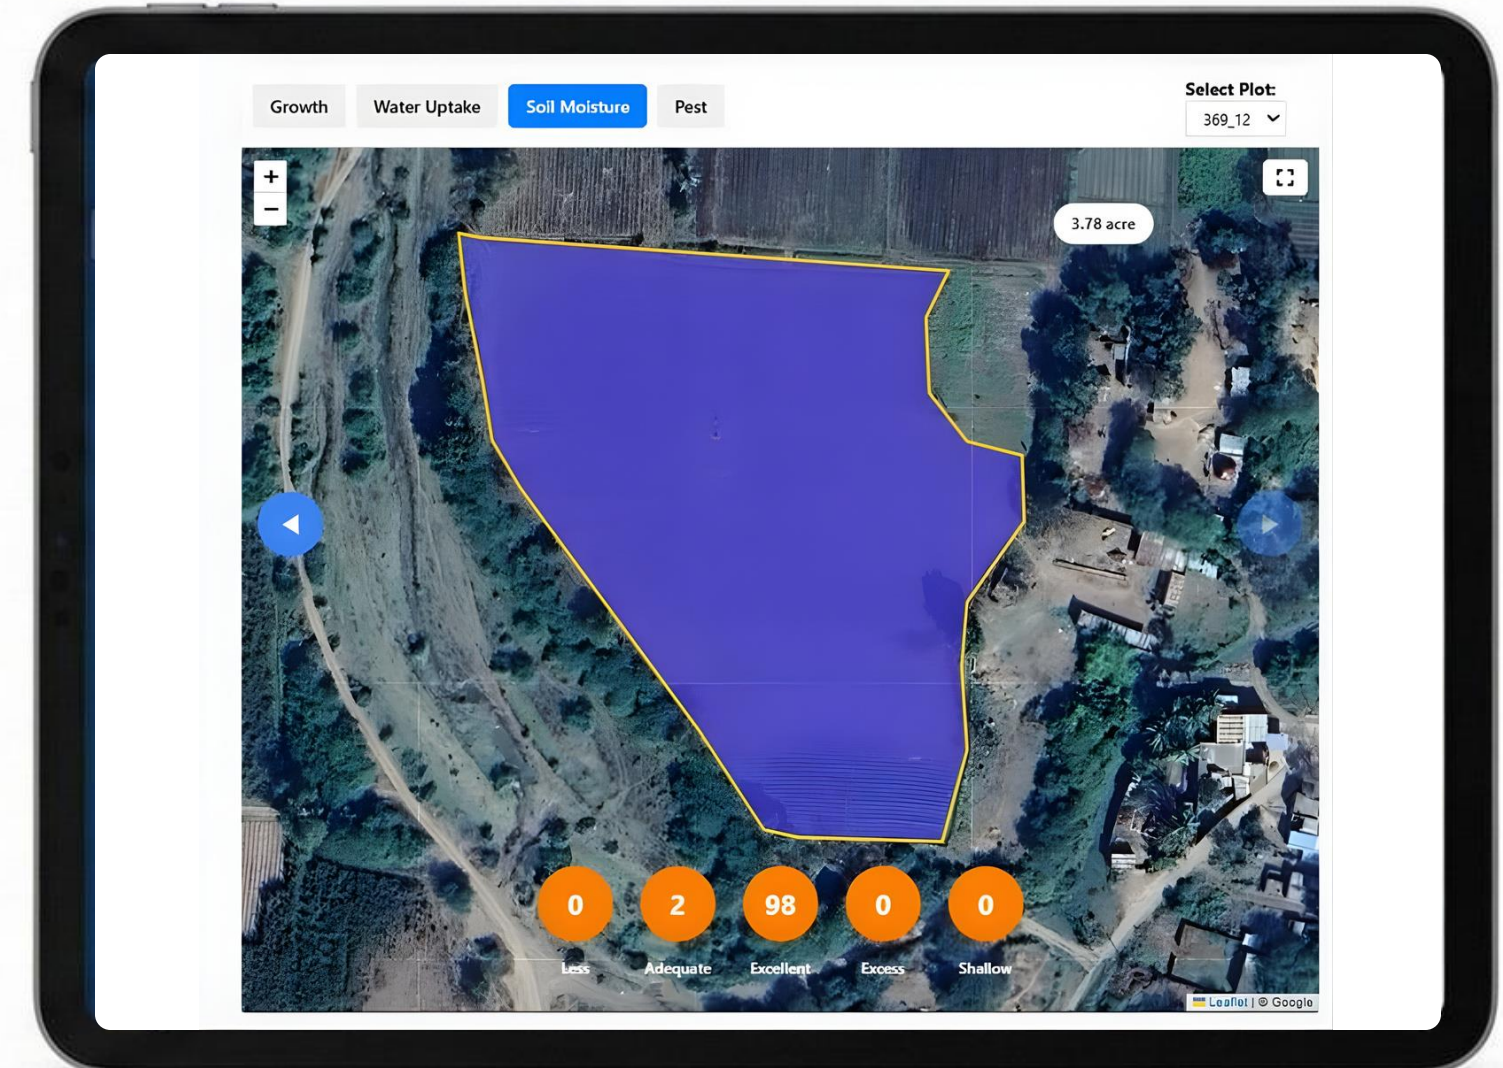 Growth
Water Uptake
Soil Moisture
Pest
Select Plot:
369_12
+
−
3.78 acre
0
2
98
0
0
Less
Adequate
Excellent
Excess
Shallow
Leaflet | © Google